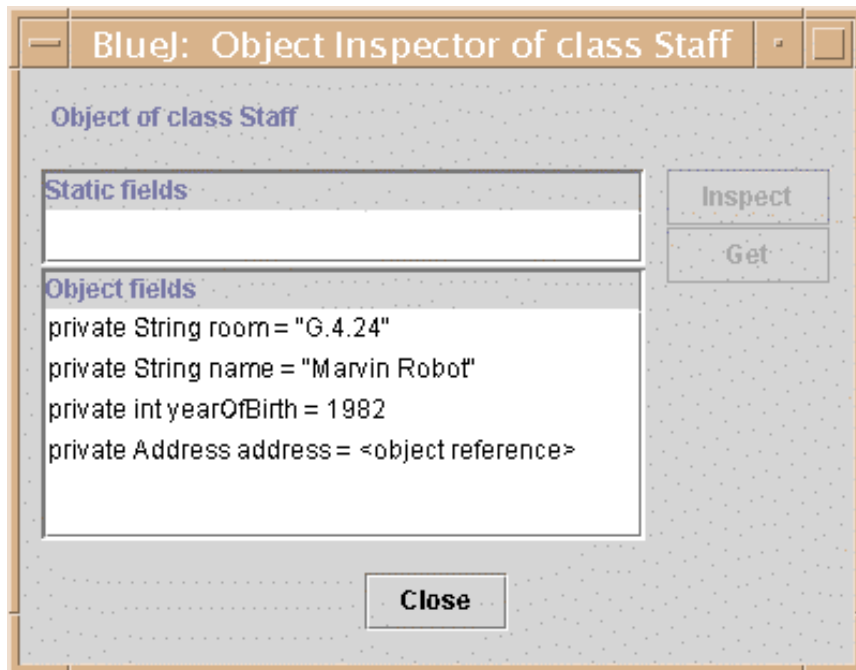 BlueJ: Object Inspector of class Staff
Object of class Staff
Static fields
Inspect
Get
Object fields
private String room = "G.4.24"
private String name = "Marvin Robot"
private int yearOfBirth = 1982
private Address address = <object reference>
Close